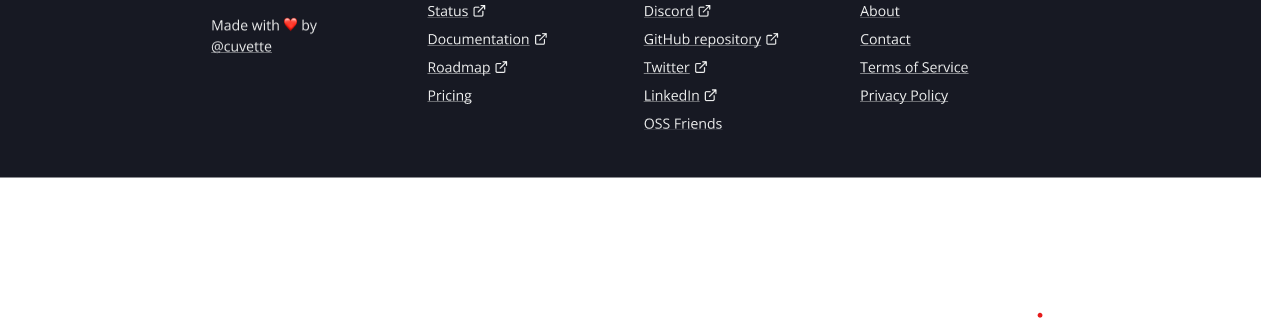 Made with ❤️ by
@cuvette
Status
Documentation
Roadmap
Pricing
Discord
GitHub repository
Twitter
LinkedIn
OSS Friends
About
Contact
Terms of Service
Privacy Policy